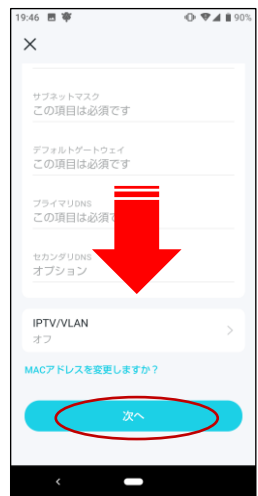 19:46
90%
サブネットマスク
この項目は必須です
デフォルトゲートウェイ
この項目は必須です
プライマリDNS
この項目は必須
セカンダリDNS
オプション
IPTV/VLAN
オフ
MACアドレスを変更しますか？
次へ